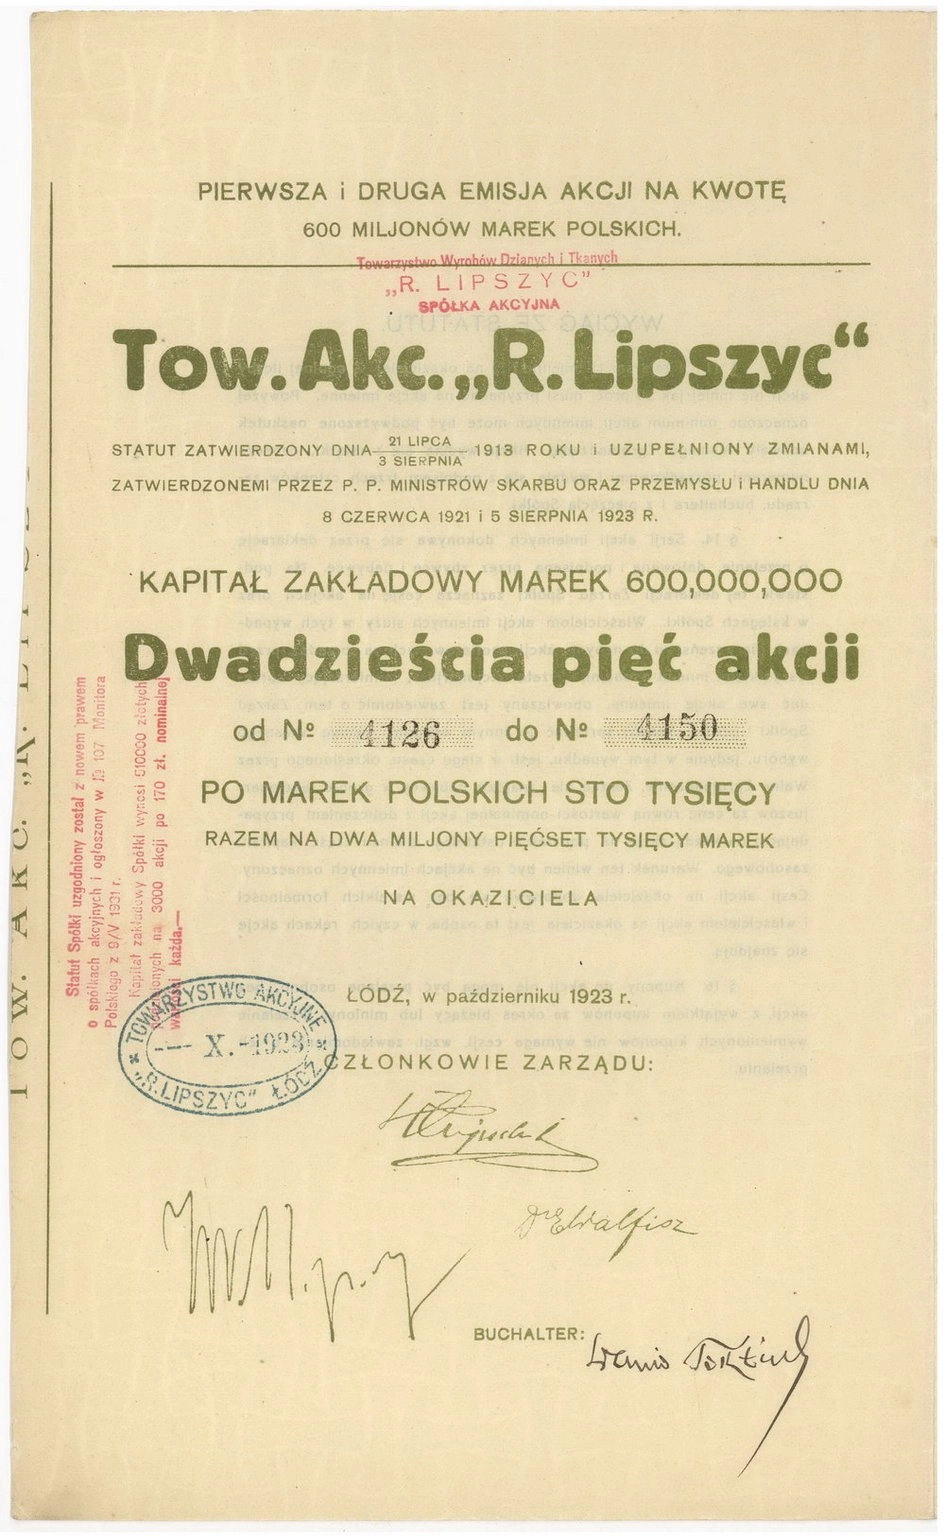 PIERWSZA i DRUGA EMISJA AKCJI NA KWOTĘ
600 MILJONÓW MAREK POLSKICH.
Towarzystwo Wyrobów Dzianych i Tkanych
„R. LIPSZYC"
SPÓŁKA AKCYJNA
Tow. Akc. „R. Lipszyc“
STATUT ZATWIERDZONY DNIA 21 LIPCA / 3 SIERPNIA 1913 ROKU i UZUPEŁNIONY ZMIANAMI,
ZATWIERDZONEMI PRZEZ P. P. MINISTRÓW SKARBU ORAZ PRZEMYSŁU i HANDLU DNIA
8 CZERWCA 1921 i 5 SIERPNIA 1923 R.
KAPITAŁ ZAKŁADOWY MAREK 600,000,000
Dwadzieścia pięć akcji
od Nº 4126 do Nº 4150
PO MAREK POLSKICH STO TYSIĘCY
RAZEM NA DWA MILJONY PIĘĆSET TYSIĘCY MAREK
NA OKAZICIELA
ŁÓDŹ, w październiku 1923 r.
CZŁONKOWIE ZARZĄDU:
Dr E Walfisz
BUCHALTER:
Statut Spółki uzgodniony został z nowem prawem
o spółkach akcyjnych i ogłoszony w № 107 Monitora
Polskiego z 9/V 1931 r.
Kapitał zakładowy Spółki wynosi 510000 złotych
na 3000 akcji po 170 zł. nominalnej
każda.—
TOWARZYSTWO AKCYJNE
— X.-1923
„R. LIPSZYC" ŁÓDŹ
TOW. AKC. „R. LIPSZ